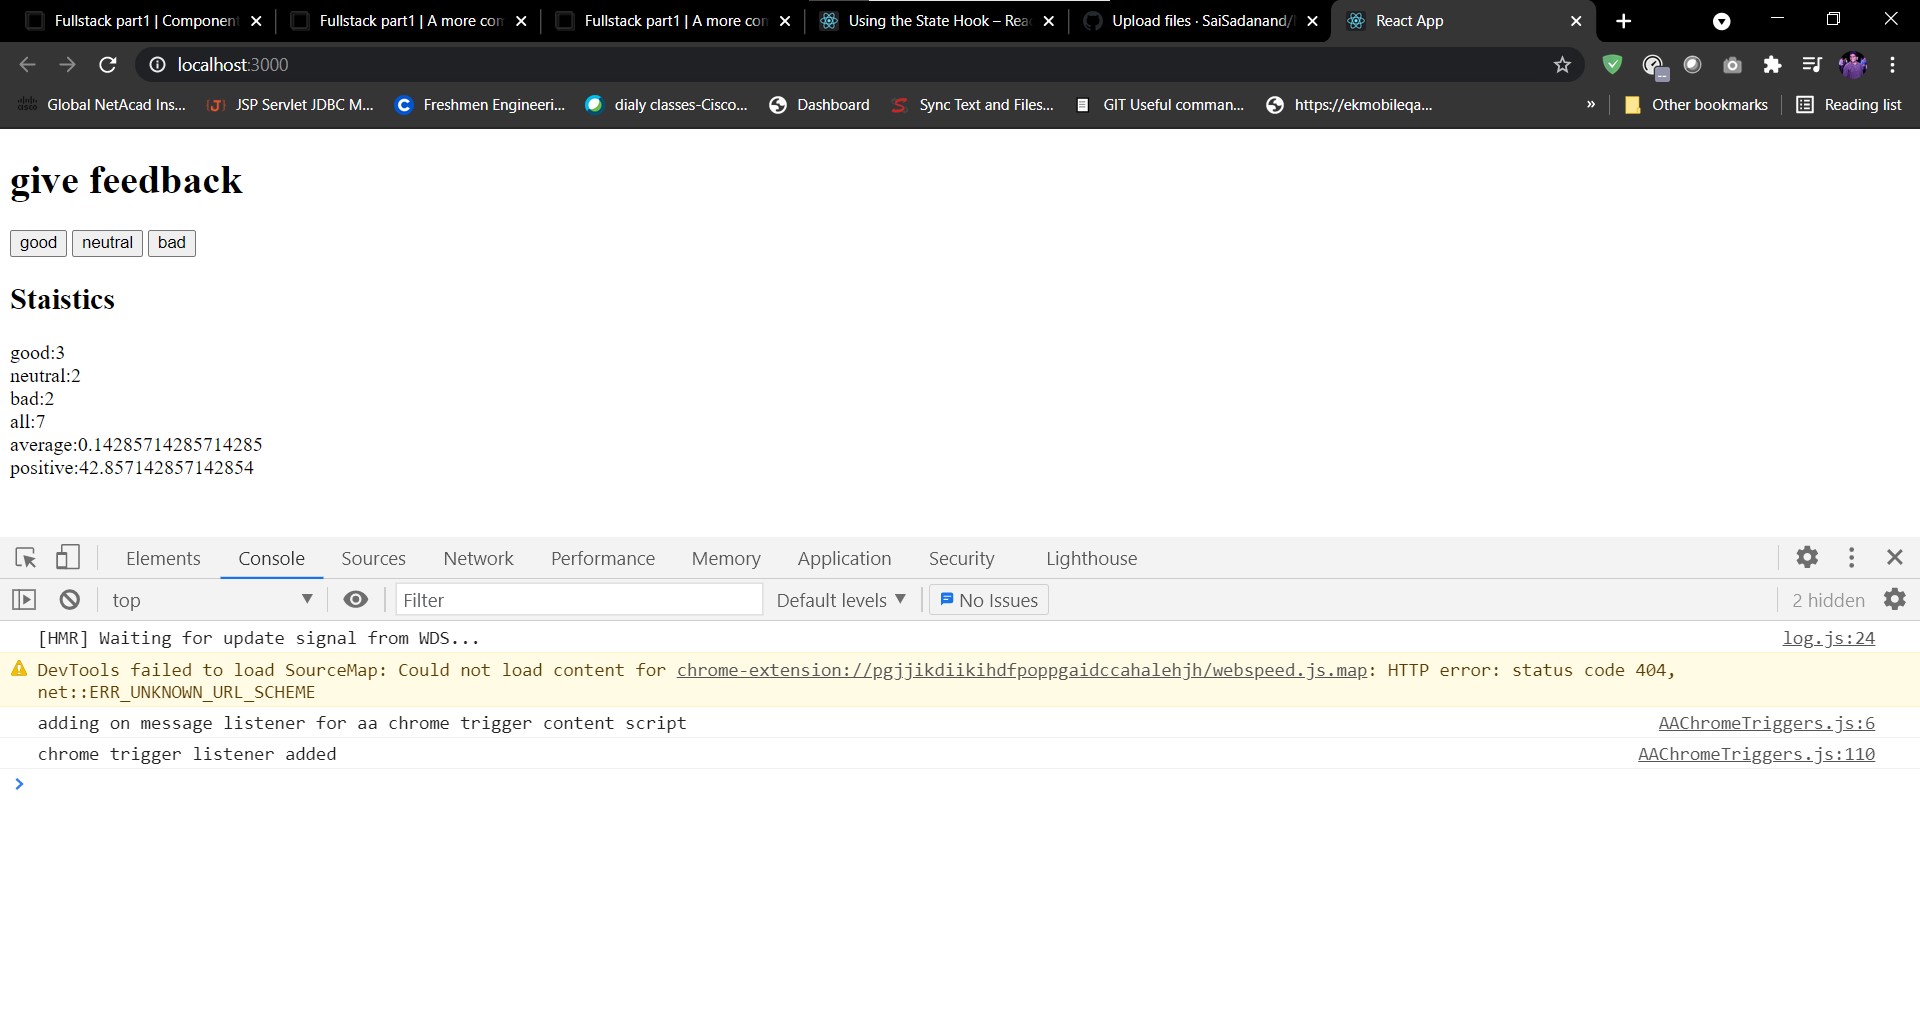 Fullstack part1 | Component
Fullstack part1 | A more con
Fullstack part1 | A more con
Using the State Hook – Reac
Upload files · SaiSadanand/
React App
localhost:3000
Global NetAcad Ins...
JSP Servlet JDBC M...
Freshmen Engineeri...
dialy classes-Cisco...
Dashboard
Sync Text and Files...
GIT Useful comman...
https://ekmobileqa...
»
Other bookmarks
Reading list
give feedback
good neutral bad
Staistics
good:3
neutral:2
bad:2
all:7
average:0.14285714285714285
positive:42.857142857142854
Elements Console Sources Network Performance Memory Application Security Lighthouse
top Filter Default levels No Issues 2 hidden
[HMR] Waiting for update signal from WDS... log.js:24
DevTools failed to load SourceMap: Could not load content for chrome-extension://pgjjikdiikihdfpoppgaidccahalehjh/webspeed.js.map: HTTP error: status code 404,
net::ERR_UNKNOWN_URL_SCHEME
adding on message listener for aa chrome trigger content script AAChromeTriggers.js:6
chrome trigger listener added AAChromeTriggers.js:110